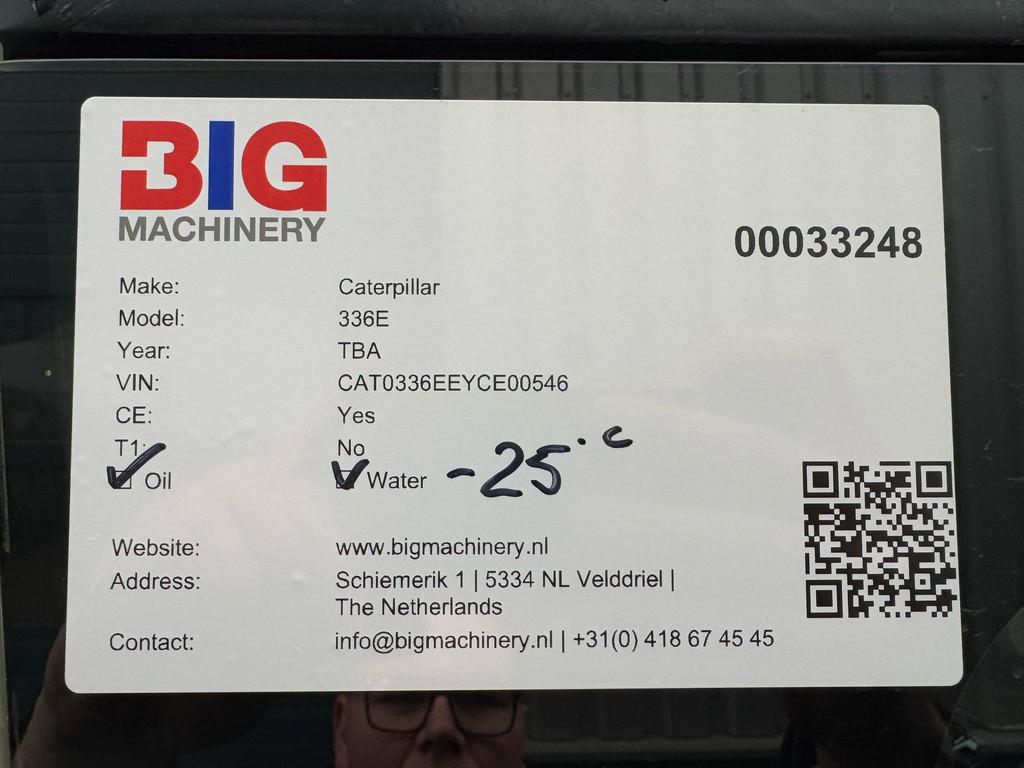 BIG
MACHINERY
00033248
Make: Caterpillar
Model: 336E
Year: TBA
VIN: CAT0336EEYCE00546
CE: Yes
T1: No
Oil Water -25°C
Website: www.bigmachinery.nl
Address: Schiemerik 1 | 5334 NL Velddriel |
The Netherlands
Contact: info@bigmachinery.nl | +31(0) 418 67 45 45